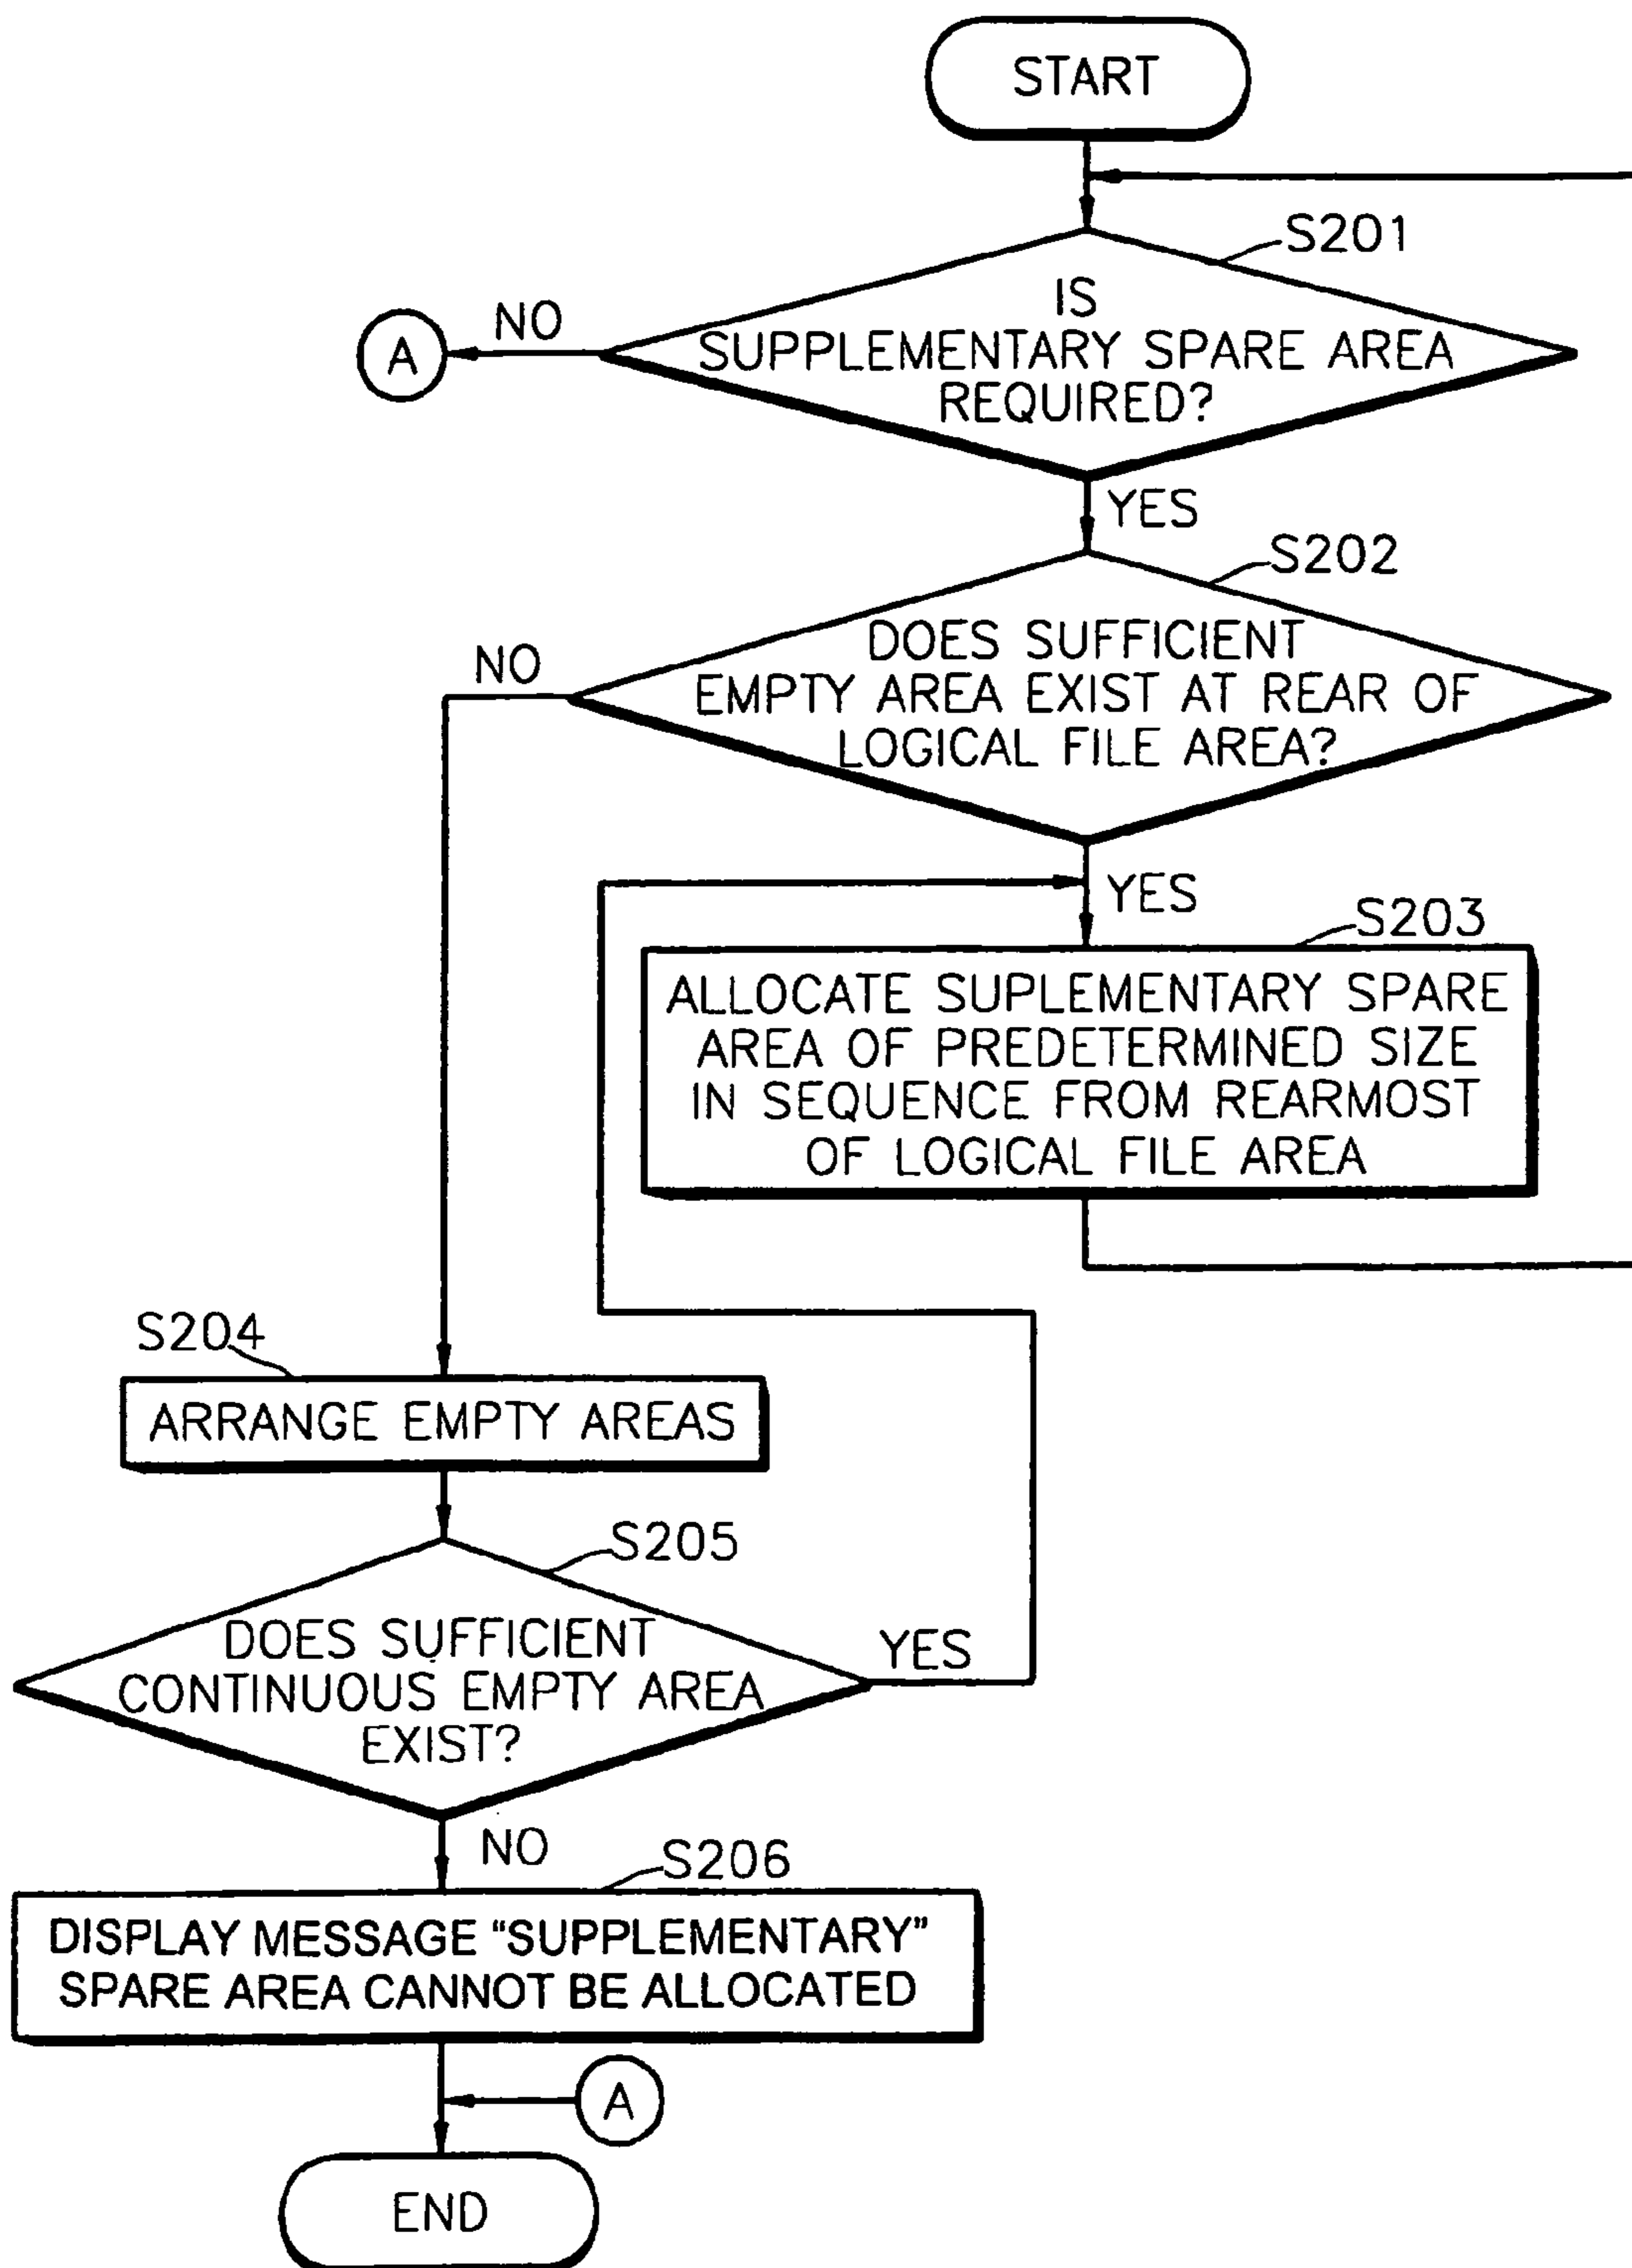 START
S201
IS
SUPPLEMENTARY SPARE AREA
REQUIRED?
NO
A
YES
S202
DOES SUFFICIENT
EMPTY AREA EXIST AT REAR OF
LOGICAL FILE AREA?
NO
YES
S203
ALLOCATE SUPLEMENTARY SPARE
AREA OF PREDETERMINED SIZE
IN SEQUENCE FROM REARMOST
OF LOGICAL FILE AREA
S204
ARRANGE EMPTY AREAS
S205
DOES SUFFICIENT
CONTINUOUS EMPTY AREA
EXIST?
YES
NO
S206
DISPLAY MESSAGE “SUPPLEMENTARY”
SPARE AREA CANNOT BE ALLOCATED
A
END